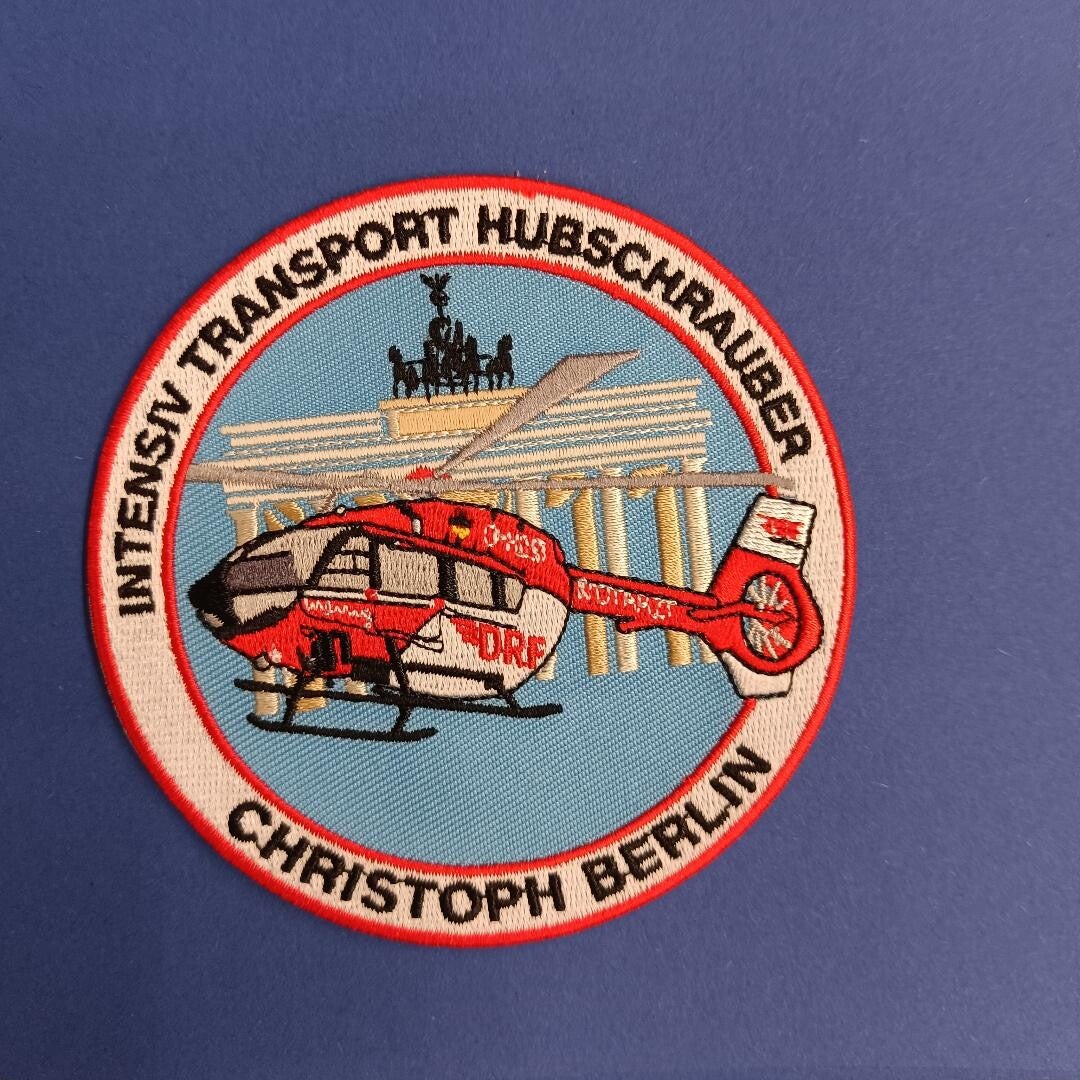 INTENSIV TRANSPORT HUBSCHRAUBER
DRF
CHRISTOPH BERLIN